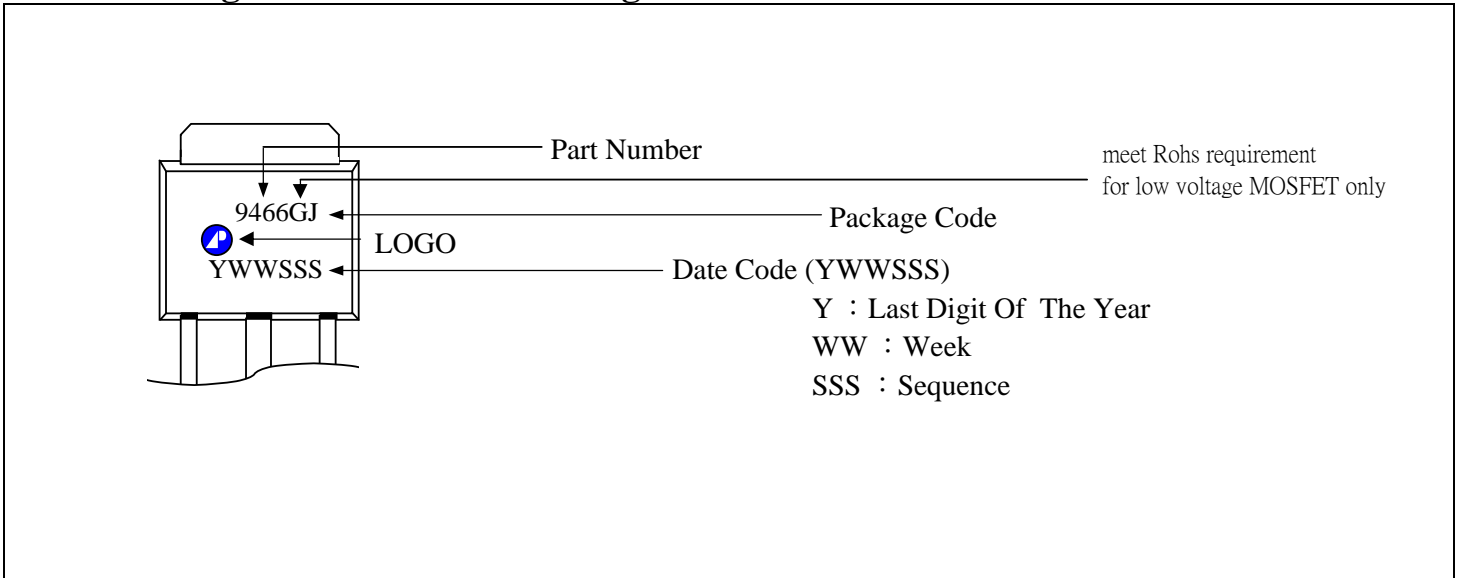 Part Number
meet Rohs requirement
for low voltage MOSFET only
9466GJ
Package Code
LOGO
YWWSSS
Date Code (YWWSSS)
Y ：Last Digit Of The Year
WW ：Week
SSS ：Sequence